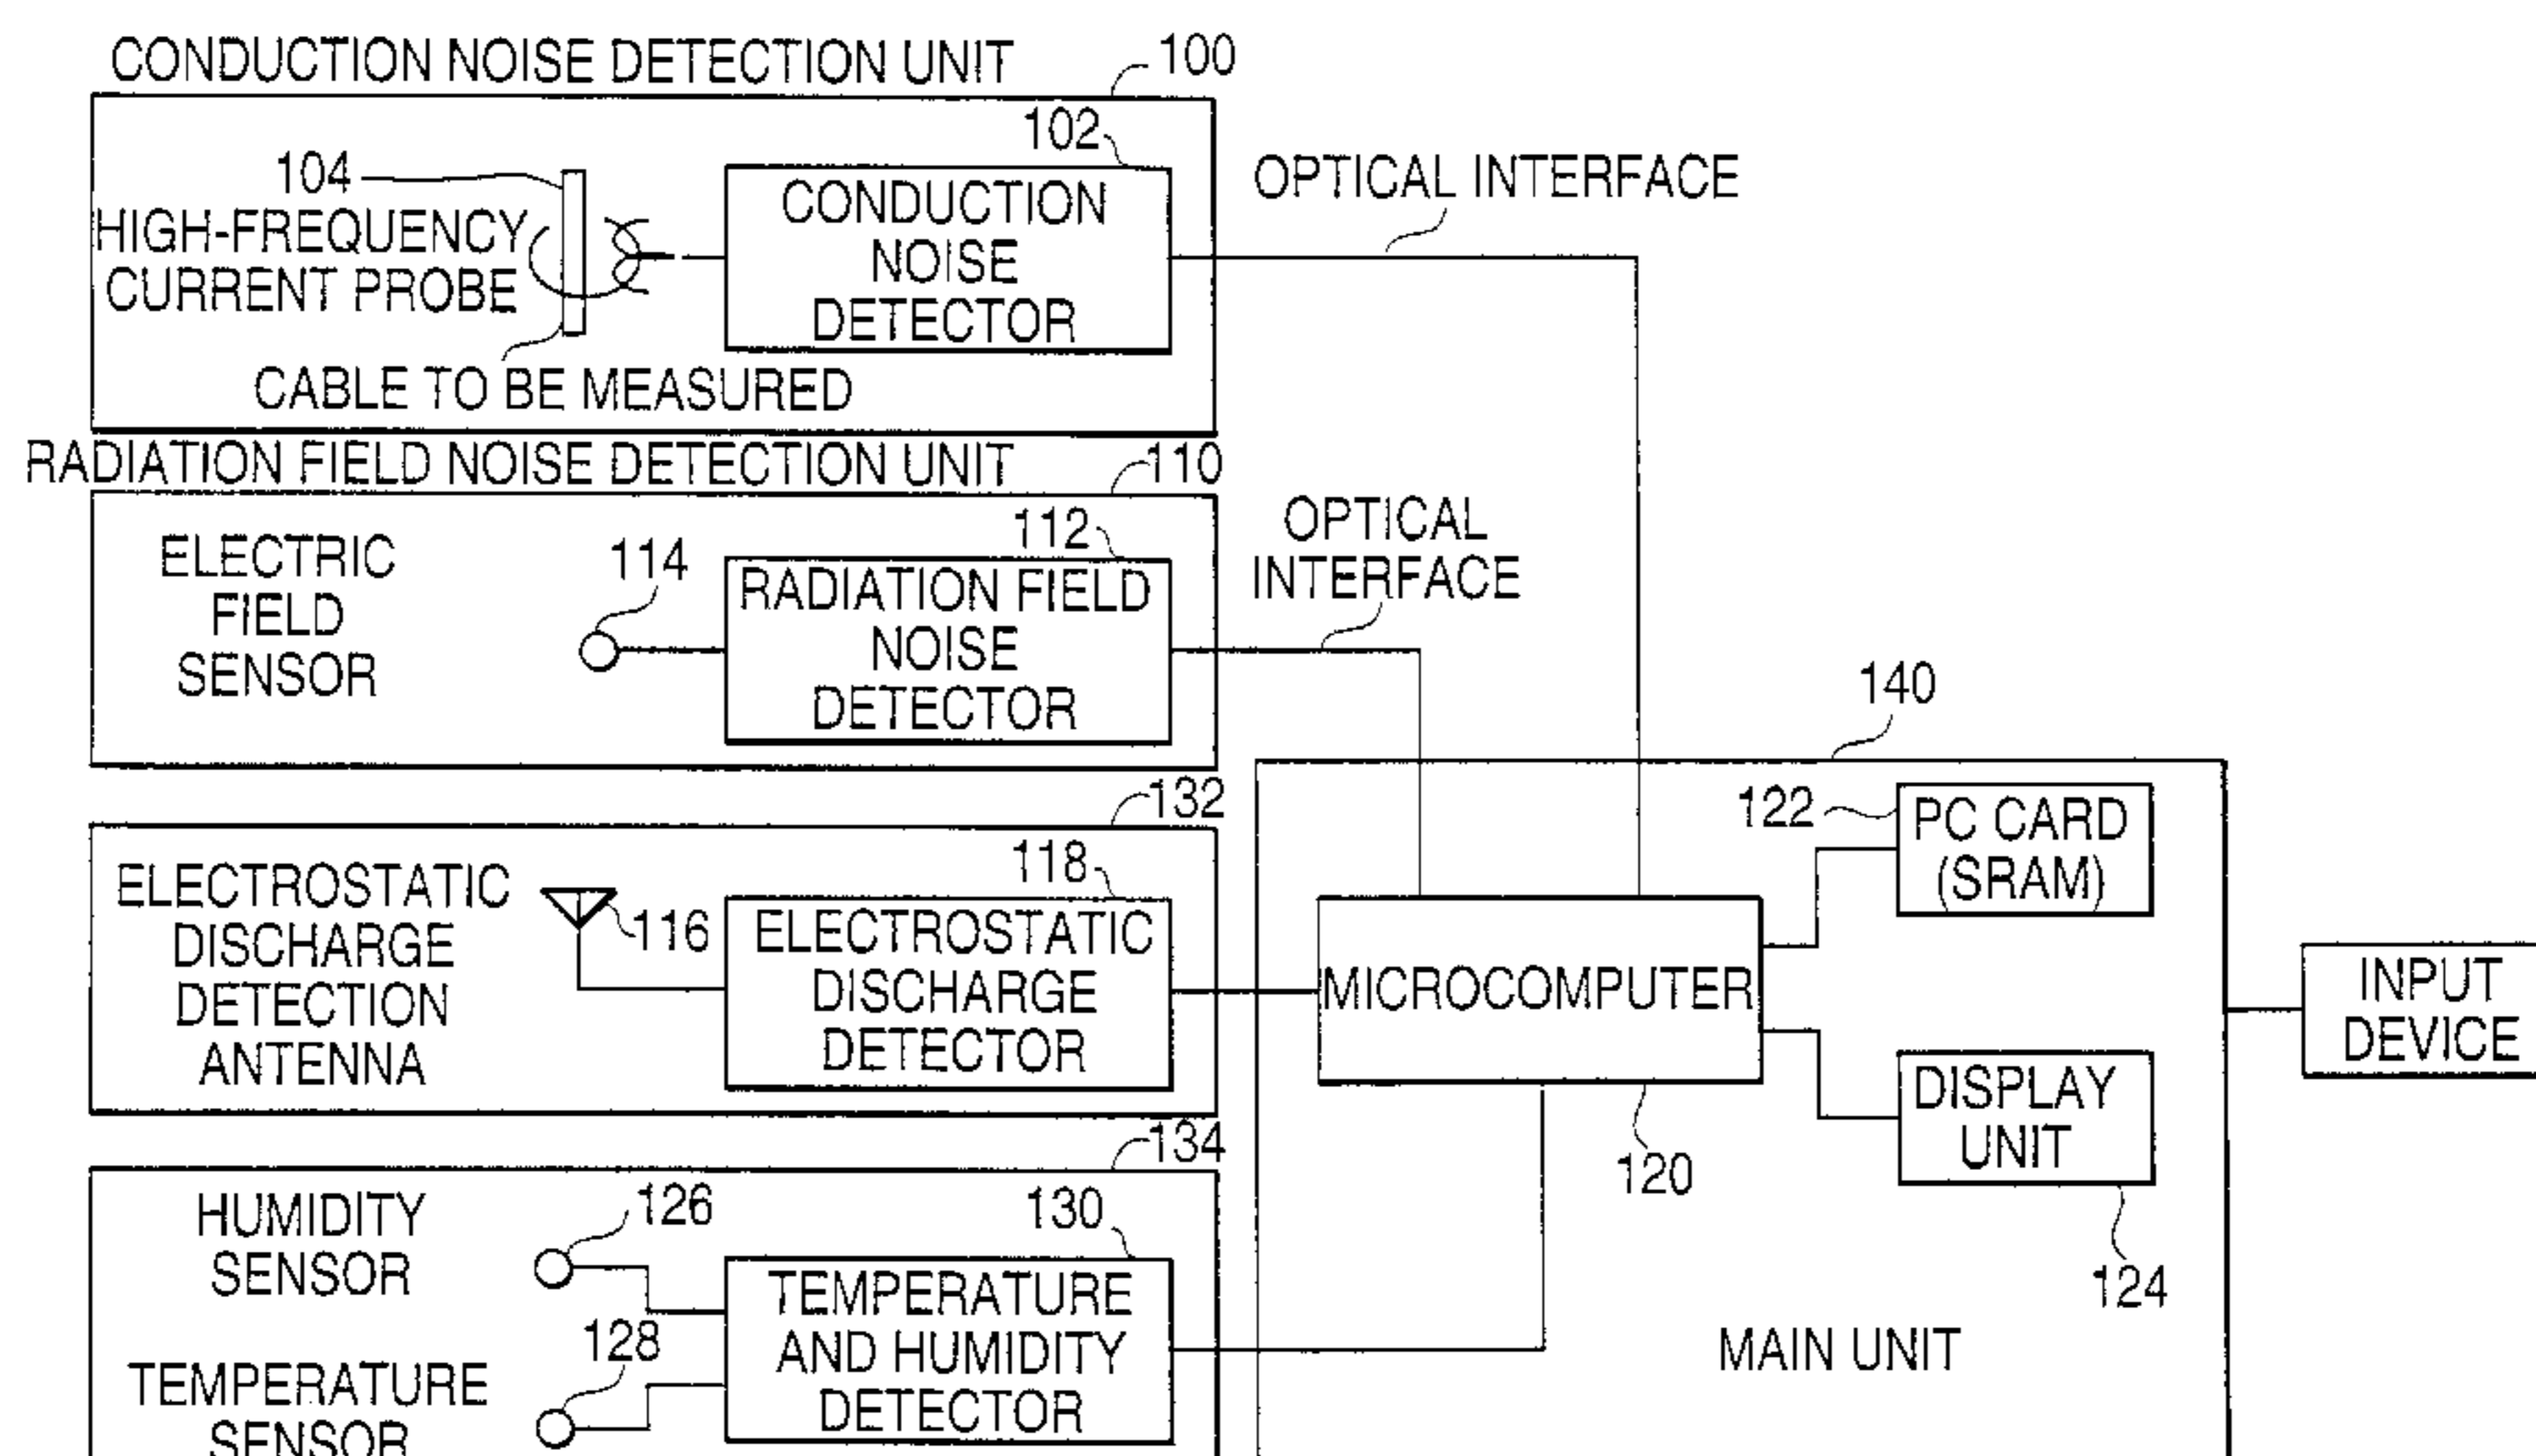 CONDUCTION NOISE DETECTION UNIT
100
102
104
HIGH-FREQUENCY
CURRENT PROBE
CONDUCTION
NOISE
DETECTOR
CABLE TO BE MEASURED
OPTICAL INTERFACE
RADIATION FIELD NOISE DETECTION UNIT
110
112
114
ELECTRIC
FIELD
SENSOR
RADIATION FIELD
NOISE
DETECTOR
OPTICAL
INTERFACE
140
132
118
116
ELECTROSTATIC
DISCHARGE
DETECTION
ANTENNA
ELECTROSTATIC
DISCHARGE
DETECTOR
MICROCOMPUTER
120
122
PC CARD
(SRAM)
DISPLAY
UNIT
124
INPUT
DEVICE
134
126
130
HUMIDITY
SENSOR
128
TEMPERATURE
SENSOR
TEMPERATURE
AND HUMIDITY
DETECTOR
MAIN UNIT